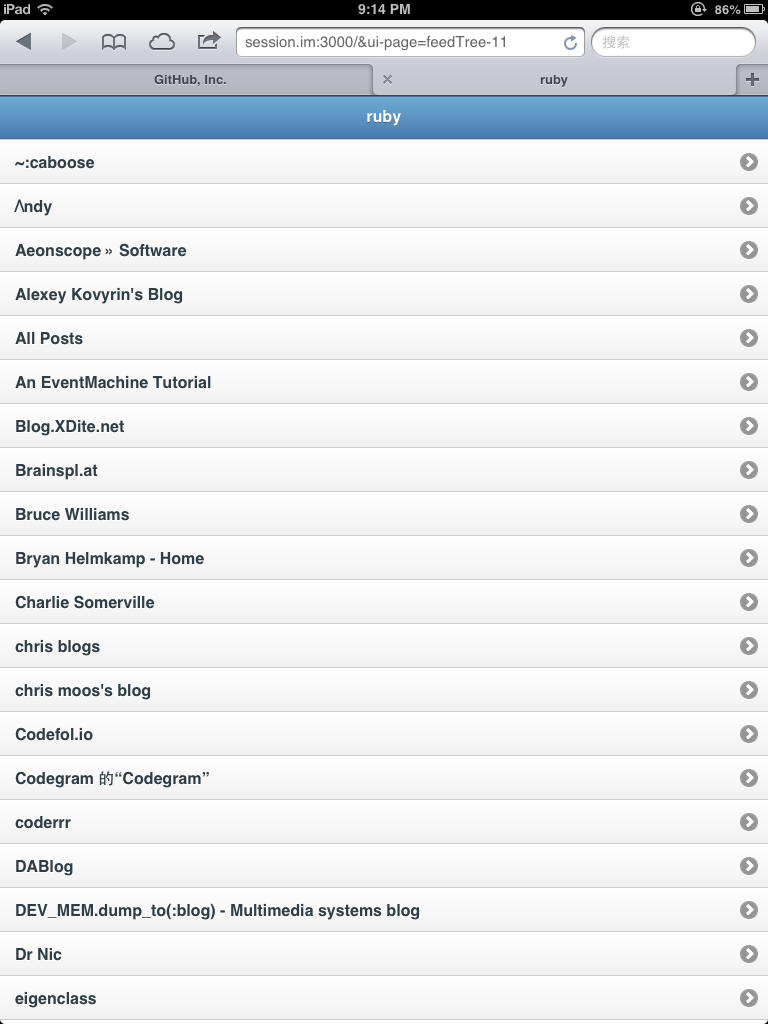 iPad 9:14 PM 86%
session.im:3000/&ui-page=feedTree-11 搜索
GitHub, Inc. ruby
ruby
~:caboose
/\ndy
Aeonscope » Software
Alexey Kovyrin's Blog
All Posts
An EventMachine Tutorial
Blog.XDite.net
Brainspl.at
Bruce Williams
Bryan Helmkamp - Home
Charlie Somerville
chris blogs
chris moos's blog
Codefol.io
Codegram 的“Codegram”
coderrr
DABlog
DEV_MEM.dump_to(:blog) - Multimedia systems blog
Dr Nic
eigenclass